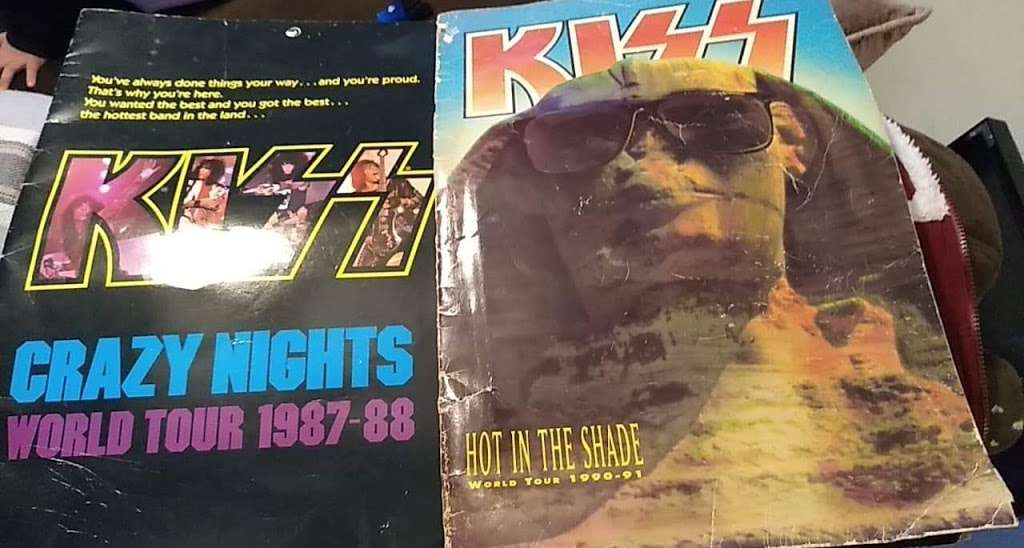 You've always done things your way...and you're proud.
That's why you're here.
You wanted the best and you got the best...
the hottest band in the land...
KISS
CRAZY NIGHTS
WORLD TOUR 1987-88
KISS
HOT IN THE SHADE
WORLD TOUR 1990-91